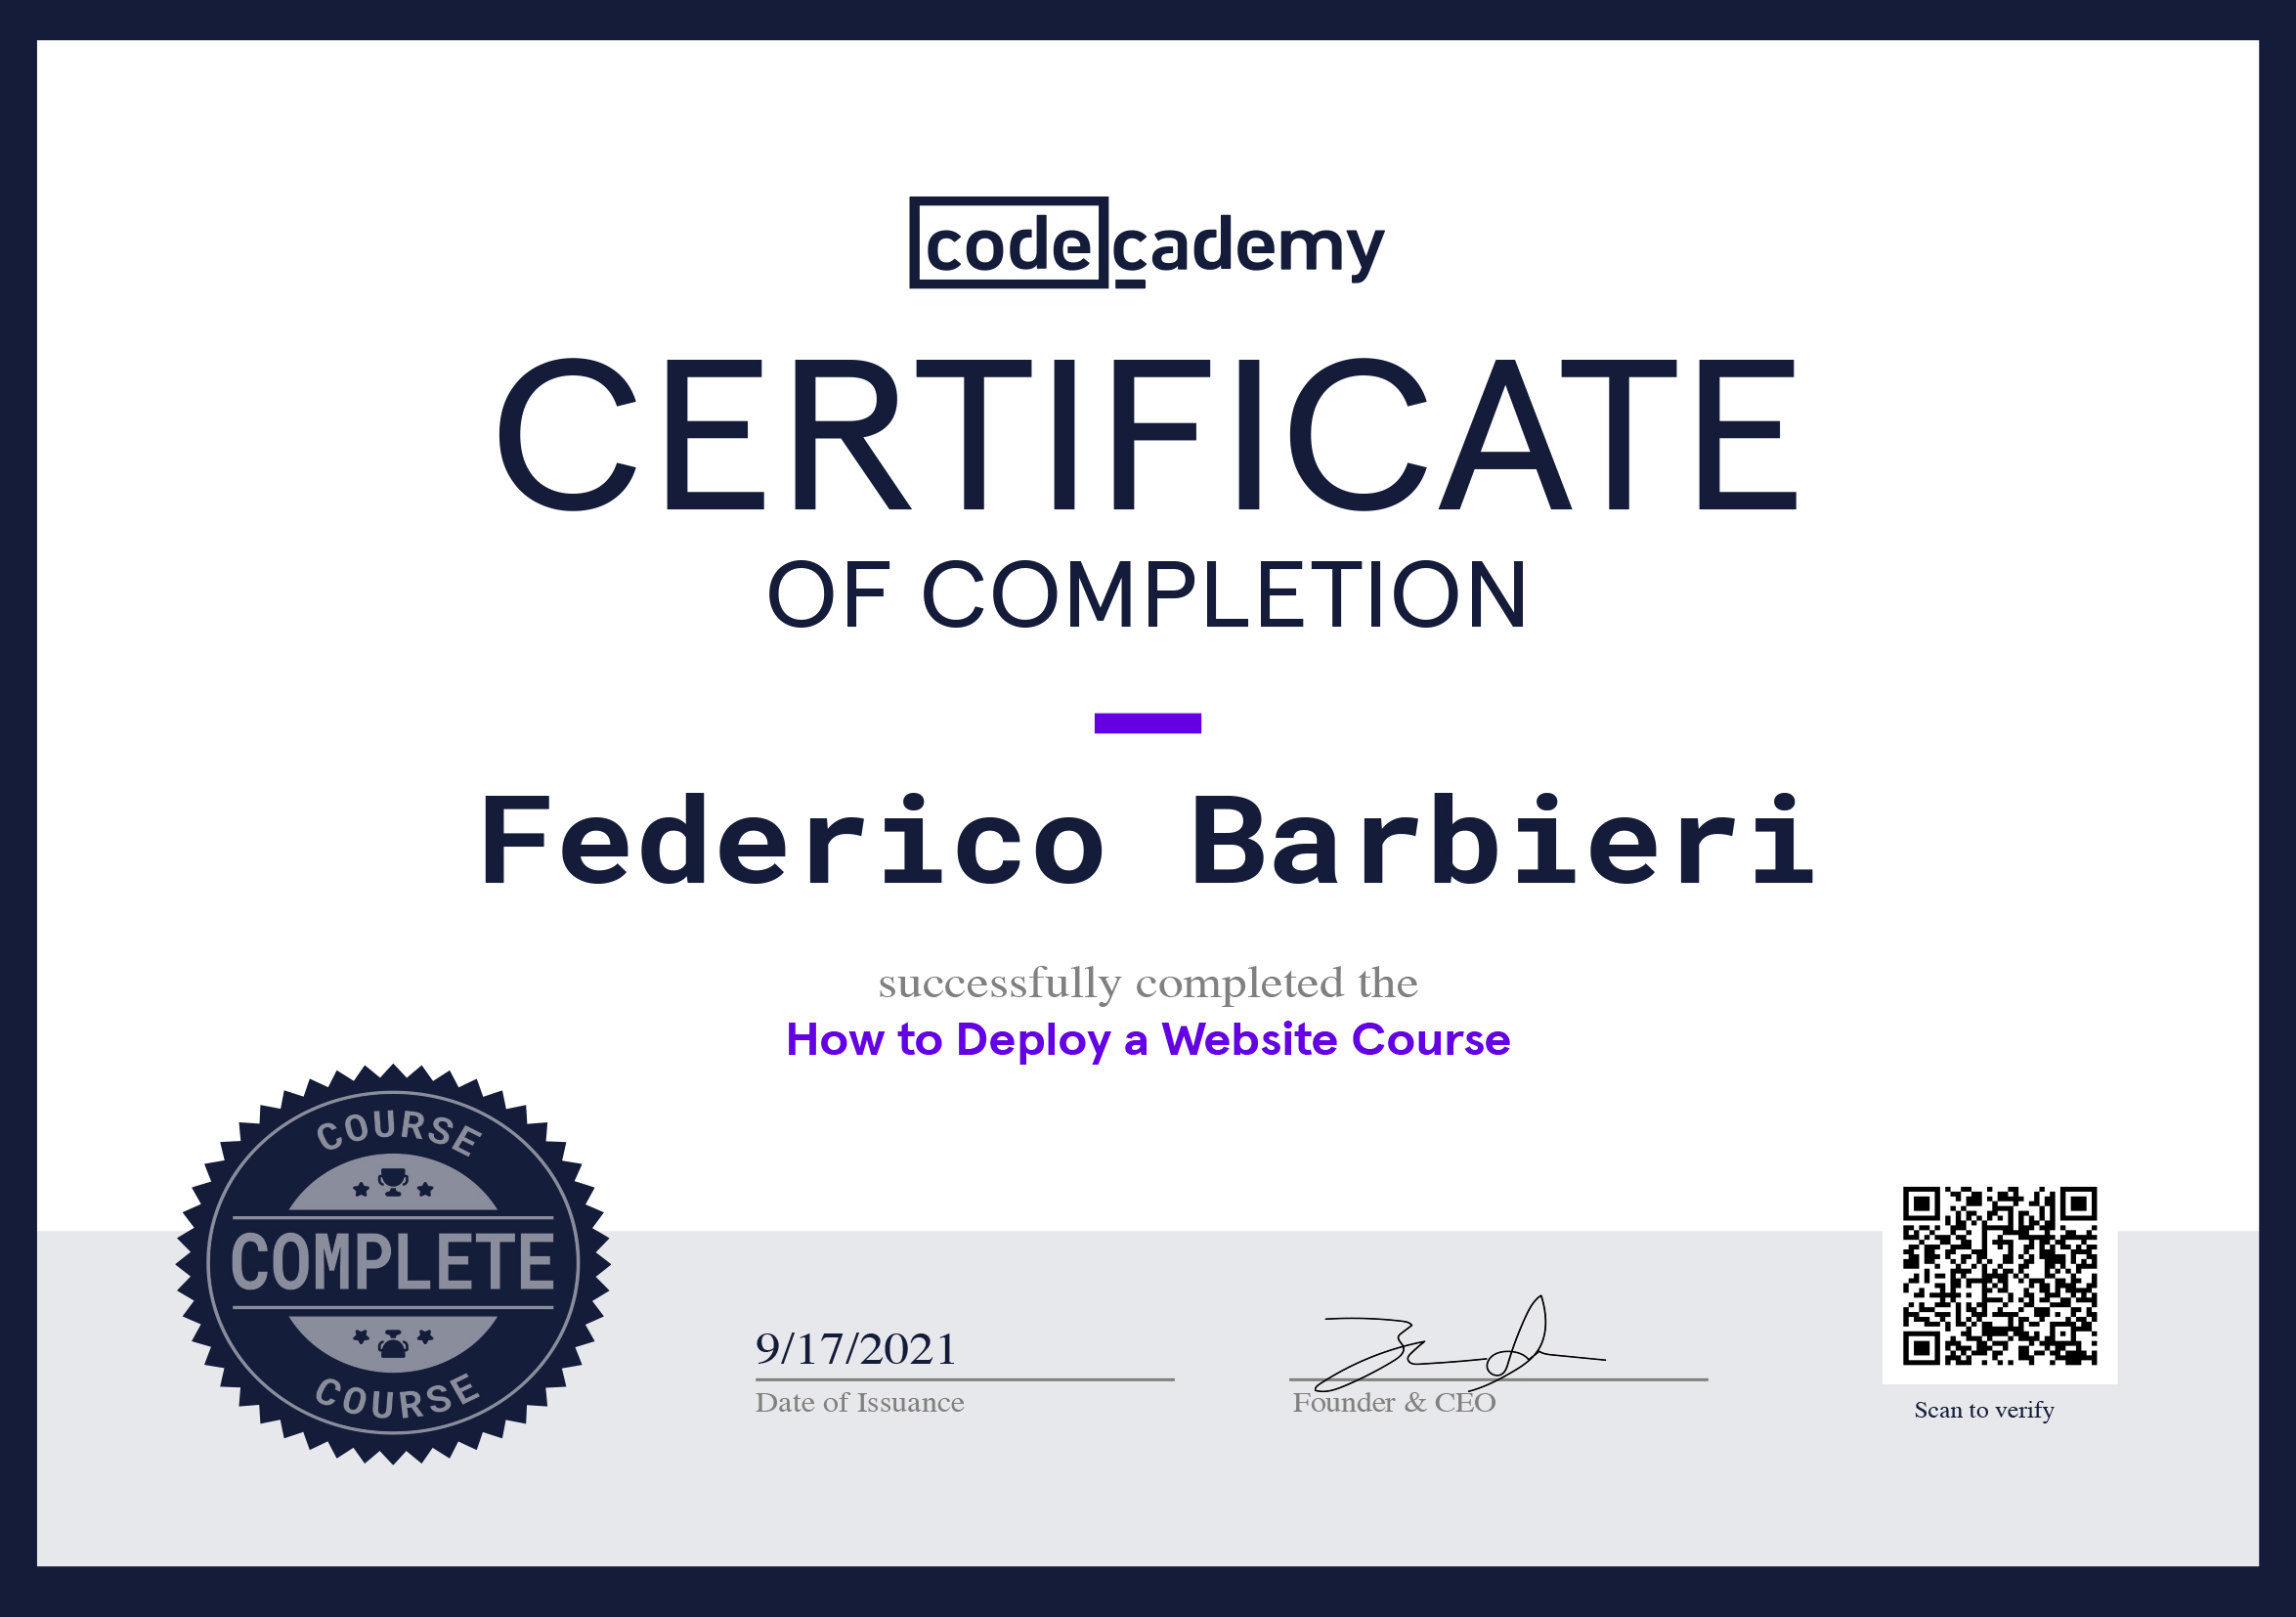 codecademy
CERTIFICATE
OF COMPLETION
Federico Barbieri
successfully completed the
How to Deploy a Website Course
COURSE
COMPLETE
COURSE
9/17/2021
Date of Issuance
Founder & CEO
Scan to verify